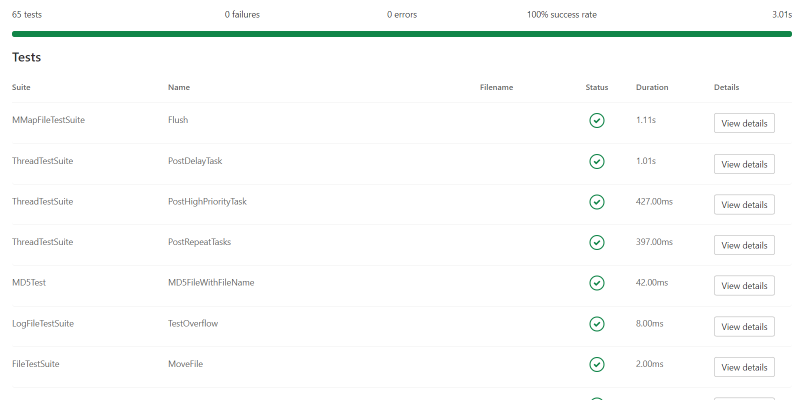 65 tests 0 failures 0 errors 100% success rate 3.01s
Tests
Suite Name Filename Status Duration Details
MMapFileTestSuite Flush 1.11s View details
ThreadTestSuite PostDelayTask 1.01s View details
ThreadTestSuite PostHighPriorityTask 427.00ms View details
ThreadTestSuite PostRepeatTasks 397.00ms View details
MD5Test MD5FileWithFileName 42.00ms View details
LogFileTestSuite TestOverflow 8.00ms View details
FileTestSuite MoveFile 2.00ms View details